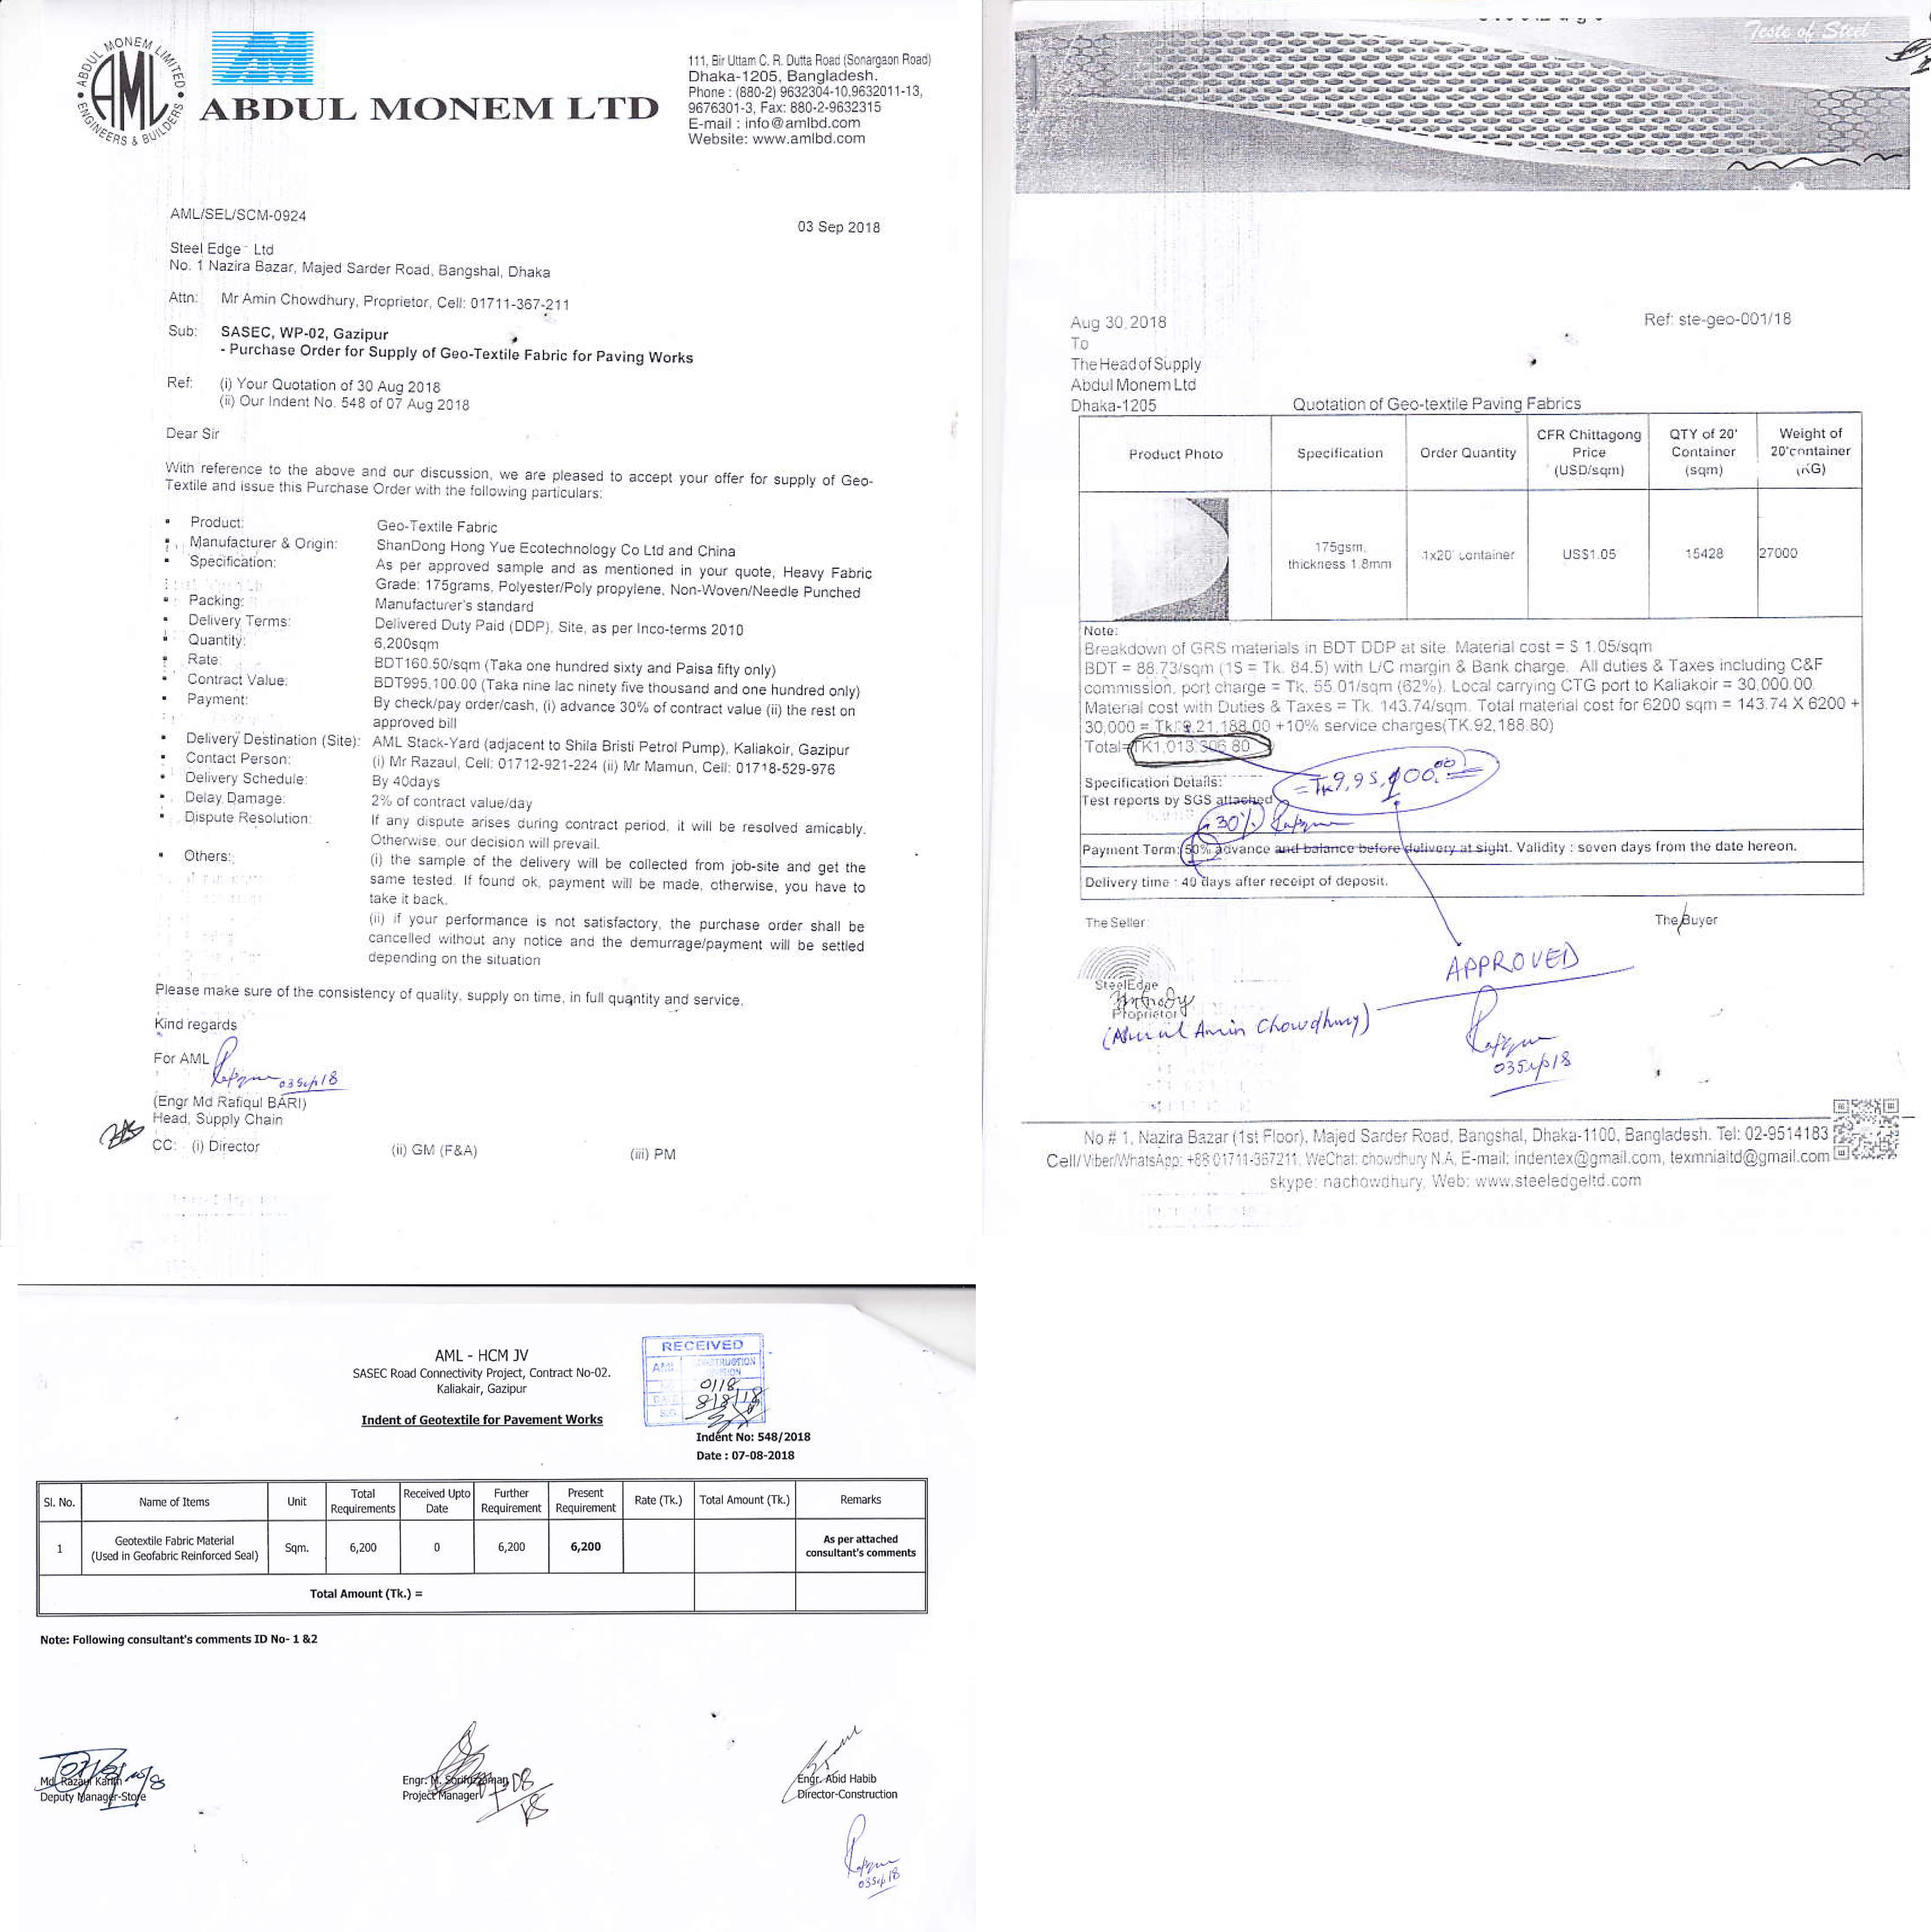 ABDUL MONEM LIMITED
AML
ENGINEERS & BUILDERS
ABDUL MONEM LTD
111, Bir Uttam C. R. Dutta Road (Sonargaon Road)
Dhaka-1205, Bangladesh.
Phone : (880-2) 9632304-10,9632011-13,
9676301-3, Fax: 880-2-9632315
E-mail : info@amlbd.com
Website: www.amlbd.com
AML/SEL/SCM-0924
03 Sep 2018
Steel Edge Ltd
No. 1 Nazira Bazar, Majed Sarder Road, Bangshal, Dhaka
Attn: Mr Amin Chowdhury, Proprietor, Cell: 01711-367-211
Sub: SASEC, WP-02, Gazipur
- Purchase Order for Supply of Geo-Textile Fabric for Paving Works
Ref: (i) Your Quotation of 30 Aug 2018
(ii) Our Indent No. 548 of 07 Aug 2018
Dear Sir
With reference to the above and our discussion, we are pleased to accept your offer for supply of Geo-
Textile and issue this Purchase Order with the following particulars:
▪ Product: Geo-Textile Fabric
▪ Manufacturer & Origin: ShanDong Hong Yue Ecotechnology Co Ltd and China
▪ Specification: As per approved sample and as mentioned in your quote, Heavy Fabric
Grade: 175grams, Polyester/Poly propylene, Non-Woven/Needle Punched
▪ Packing: Manufacturer's standard
▪ Delivery Terms: Delivered Duty Paid (DDP), Site, as per Inco-terms 2010
▪ Quantity: 6,200sqm
▪ Rate: BDT160.50/sqm (Taka one hundred sixty and Paisa fifty only)
▪ Contract Value: BDT995,100.00 (Taka nine lac ninety five thousand and one hundred only)
▪ Payment: By check/pay order/cash, (i) advance 30% of contract value (ii) the rest on
approved bill
▪ Delivery Destination (Site): AML Stack-Yard (adjacent to Shila Bristi Petrol Pump), Kaliakoir, Gazipur
▪ Contact Person: (i) Mr Razaul, Cell: 01712-921-224 (ii) Mr Mamun, Cell: 01718-529-976
▪ Delivery Schedule: By 40days
▪ Delay Damage: 2% of contract value/day
▪ Dispute Resolution: If any dispute arises during contract period, it will be resolved amicably.
Otherwise, our decision will prevail.
▪ Others: (i) the sample of the delivery will be collected from job-site and get the
same tested. If found ok, payment will be made, otherwise, you have to
take it back.
(ii) if your performance is not satisfactory, the purchase order shall be
cancelled without any notice and the demurrage/payment will be settled
depending on the situation
Please make sure of the consistency of quality, supply on time, in full quantity and service.
Kind regards
For AML
03Sep18
(Engr Md Rafiqul BARI)
Head, Supply Chain
CC: (i) Director (ii) GM (F&A) (iii) PM
Teste of Steel
Aug 30, 2018
Ref: ste-geo-001/18
To
The Head of Supply
Abdul Monem Ltd
Dhaka-1205
Quotation of Geo-textile Paving Fabrics
Product Photo Specification Order Quantity CFR Chittagong Price (USD/sqm) QTY of 20' Container (sqm) Weight of 20'container (KG)
175gsm, thickness 1.8mm 1x20' container US$1.05 15428 27000
Note:
Breakdown of GRS materials in BDT DDP at site. Material cost = $ 1.05/sqm
BDT = 88.73/sqm (1$ = Tk. 84.5) with L/C margin & Bank charge. All duties & Taxes including C&F
commission, port charge = Tk. 55.01/sqm (62%). Local carrying CTG port to Kaliakoir = 30,000.00.
Material cost with Duties & Taxes = Tk. 143.74/sqm. Total material cost for 6200 sqm = 143.74 X 6200 +
30,000 = Tk. 9,21,188.00 +10% service charges(TK.92,188.80)
Total=TK1,013,306.80
= Tk 9,95,100.00
Specification Details:
Test reports by SGS attached
30%
Payment Term: 50% advance and balance before delivery at sight. Validity : seven days from the date hereon.
Delivery time : 40 days after receipt of deposit.
The Seller:
The Buyer
SteelEdge
Proprietor
APPROVED
Amin Chowdhury)
03Sep18
No # 1, Nazira Bazar (1st Floor), Majed Sarder Road, Bangshal, Dhaka-1100, Bangladesh. Tel: 02-9514183
Cell/Viber/WhatsApp: +88 01711-367211, WeChat: chowdhury N.A, E-mail: indentex@gmail.com, texmnialtd@gmail.com
skype: nachowdhury, Web: www.steeledgeltd.com
AML - HCM JV
SASEC Road Connectivity Project, Contract No-02.
Kaliakair, Gazipur
Indent of Geotextile for Pavement Works
RECEIVED
AML CONSTRUCTION
0118
DATE 8/8/18
Indent No: 548/2018
Date : 07-08-2018
Sl. No. Name of Items Unit Total Requirements Received Upto Date Further Requirement Present Requirement Rate (Tk.) Total Amount (Tk.) Remarks
1 Geotextile Fabric Material (Used in Geofabric Reinforced Seal) Sqm. 6,200 0 6,200 6,200 As per attached consultant's comments
Total Amount (Tk.) =
Note: Following consultant's comments ID No- 1 &2
Md. Razaul Karim
Deputy Manager-Store
Engr. M. Sorifuzzaman
Project Manager
Engr. Abid Habib
Director-Construction
03Sep18